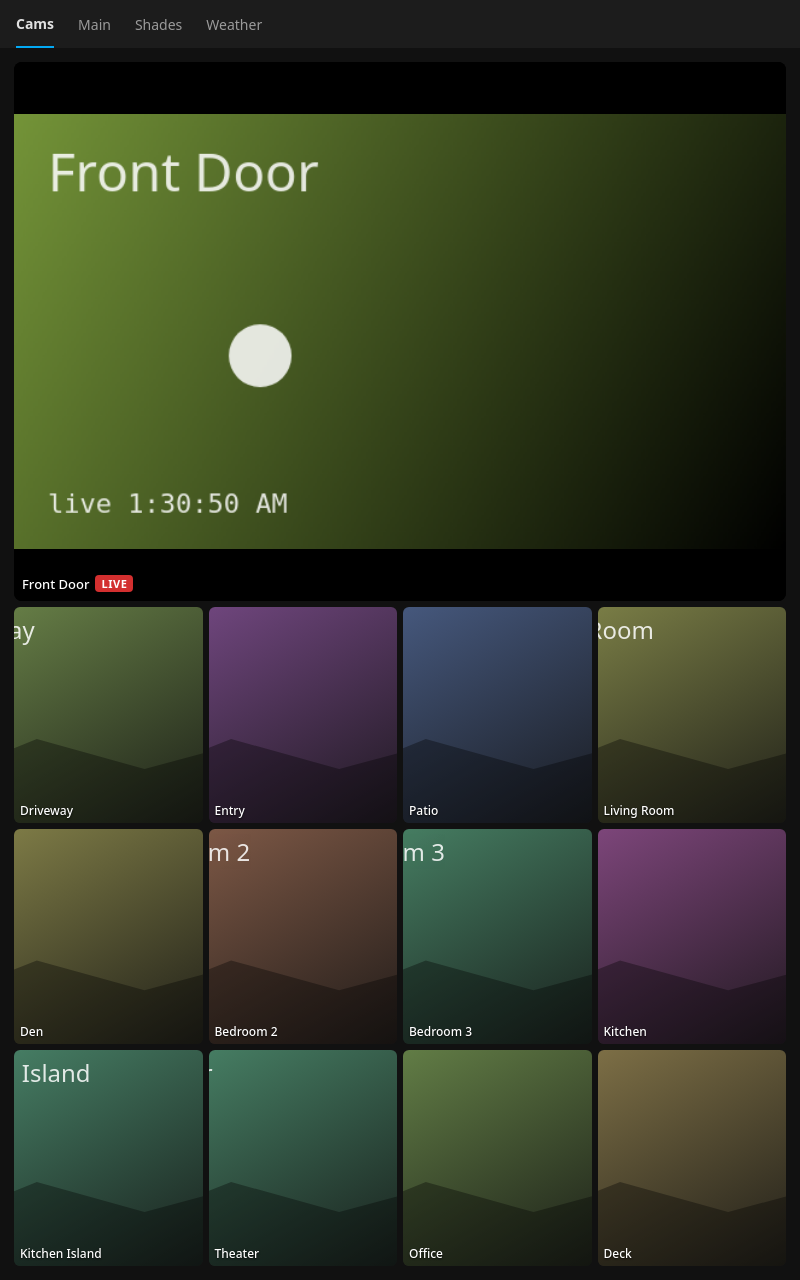 Cams Main Shades Weather
Front Door
live 1:30:50 AM
Front Door LIVE
ay
Room
Driveway Entry Patio Living Room
m 2
m 3
Den Bedroom 2 Bedroom 3 Kitchen
Island
Kitchen Island Theater Office Deck